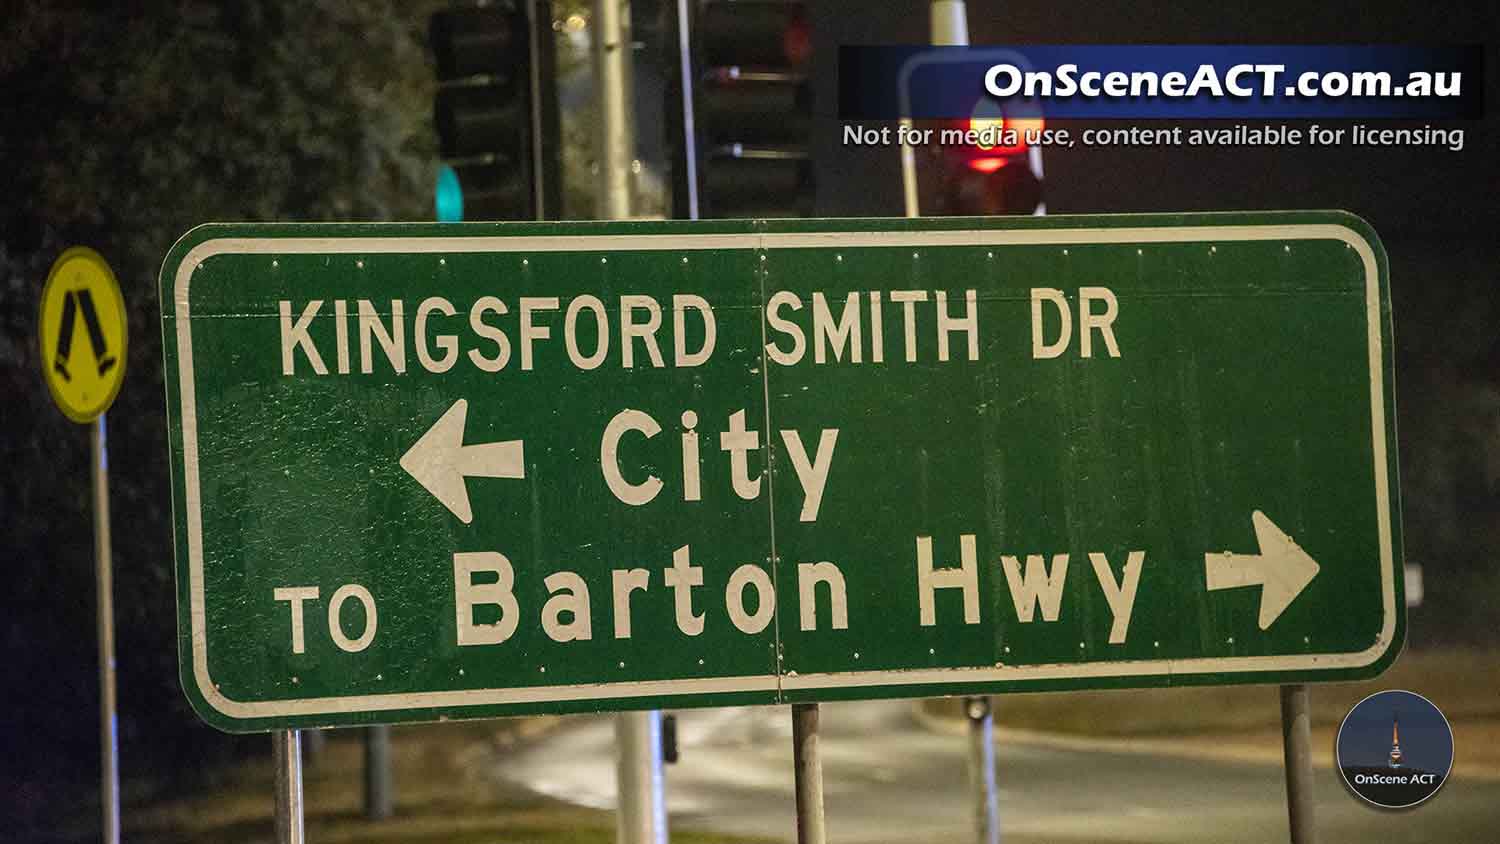 OnSceneACT.com.au
Not for media use, content available for licensing
KINGSFORD SMITH DR
City
TO Barton Hwy
OnScene ACT